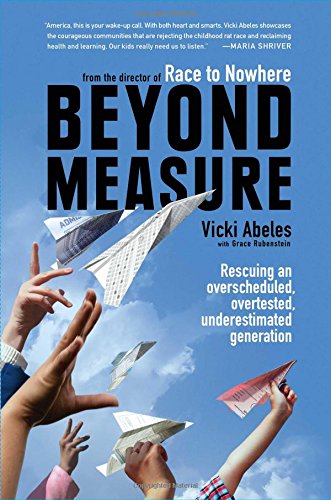 "America, this is your wake-up call. With both heart and smarts, Vicki Abeles showcases
the courageous communities that are rejecting the childhood rat race and reclaiming
health and learning. Our kids really need us to listen."  —MARIA SHRIVER
from the director of Race to Nowhere
BEYOND
MEASURE
Vicki Abeles
with Grace Rubenstein
Rescuing an
overscheduled,
overtested,
underestimated
generation